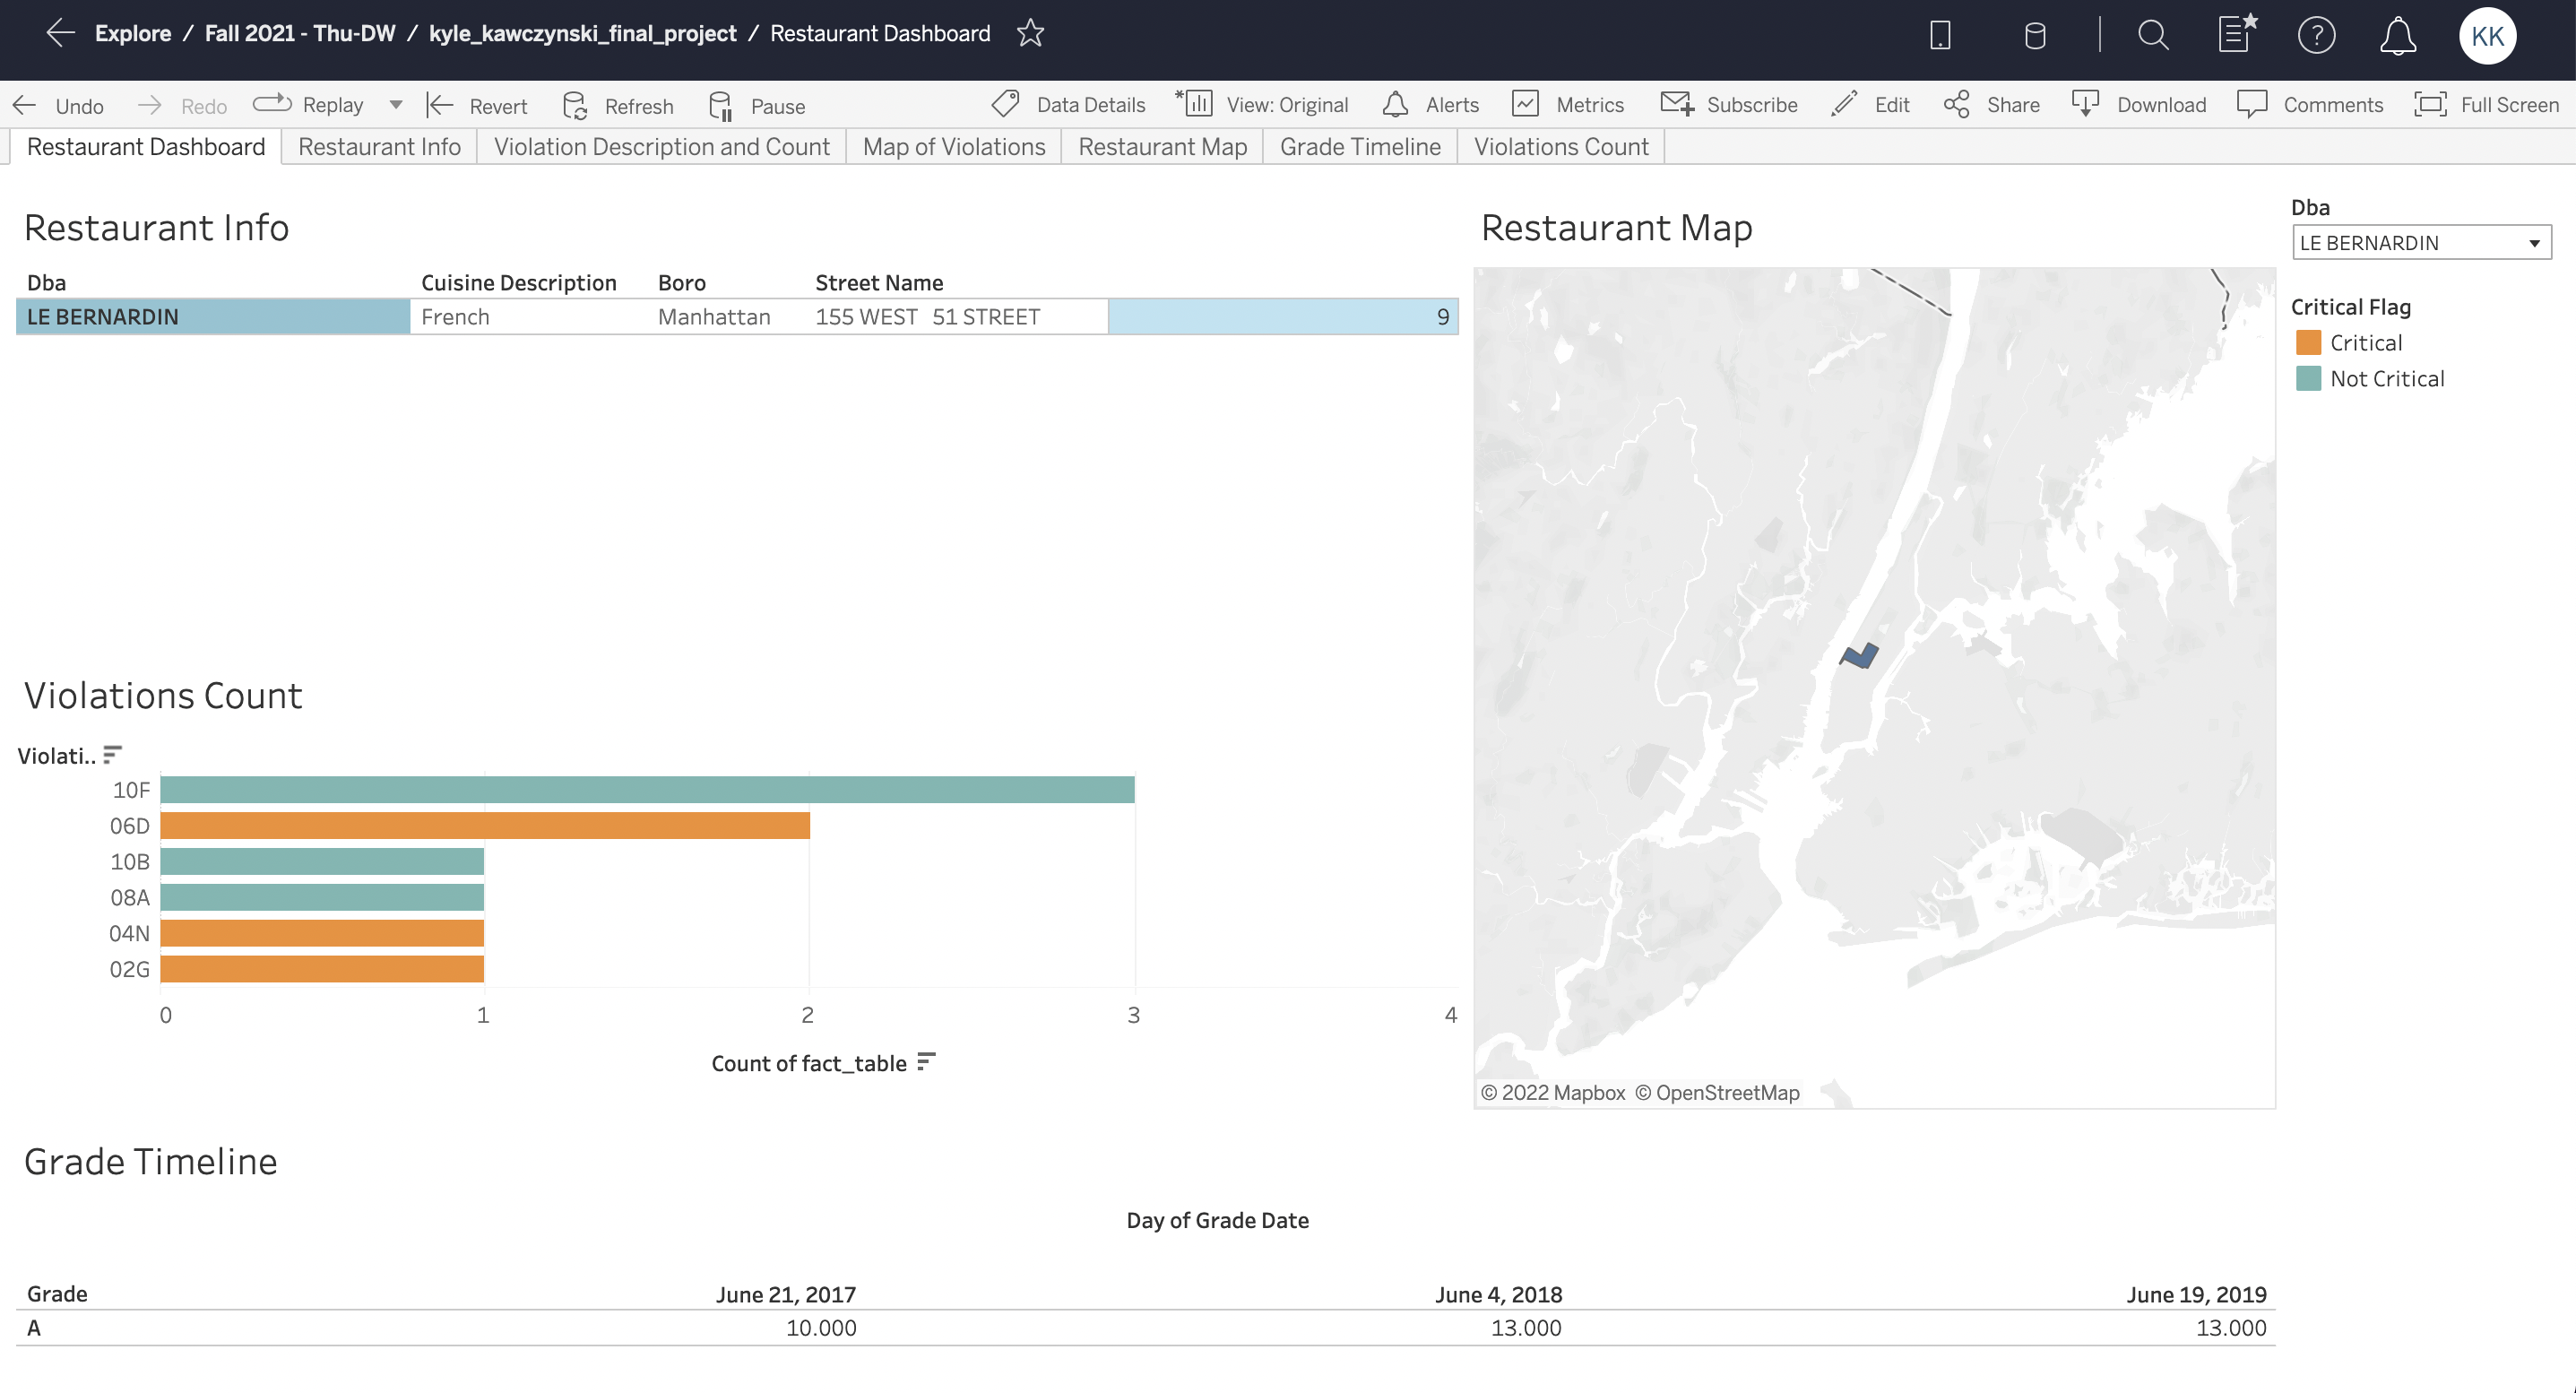 Explore / Fall 2021 - Thu-DW / kyle_kawczynski_final_project / Restaurant Dashboard
KK
Undo Redo Replay Revert Refresh Pause Data Details View: Original Alerts Metrics Subscribe Edit Share Download Comments Full Screen
Restaurant Dashboard Restaurant Info Violation Description and Count Map of Violations Restaurant Map Grade Timeline Violations Count
Restaurant Info
Dba Cuisine Description Boro Street Name
LE BERNARDIN French Manhattan 155 WEST 51 STREET 9
Violations Count
Violati..
10F
06D
10B
08A
04N
02G
0 1 2 3 4
Count of fact_table
Restaurant Map
© 2022 Mapbox © OpenStreetMap
Dba
LE BERNARDIN
Critical Flag
Critical
Not Critical
Grade Timeline
Day of Grade Date
Grade June 21, 2017 June 4, 2018 June 19, 2019
A 10.000 13.000 13.000